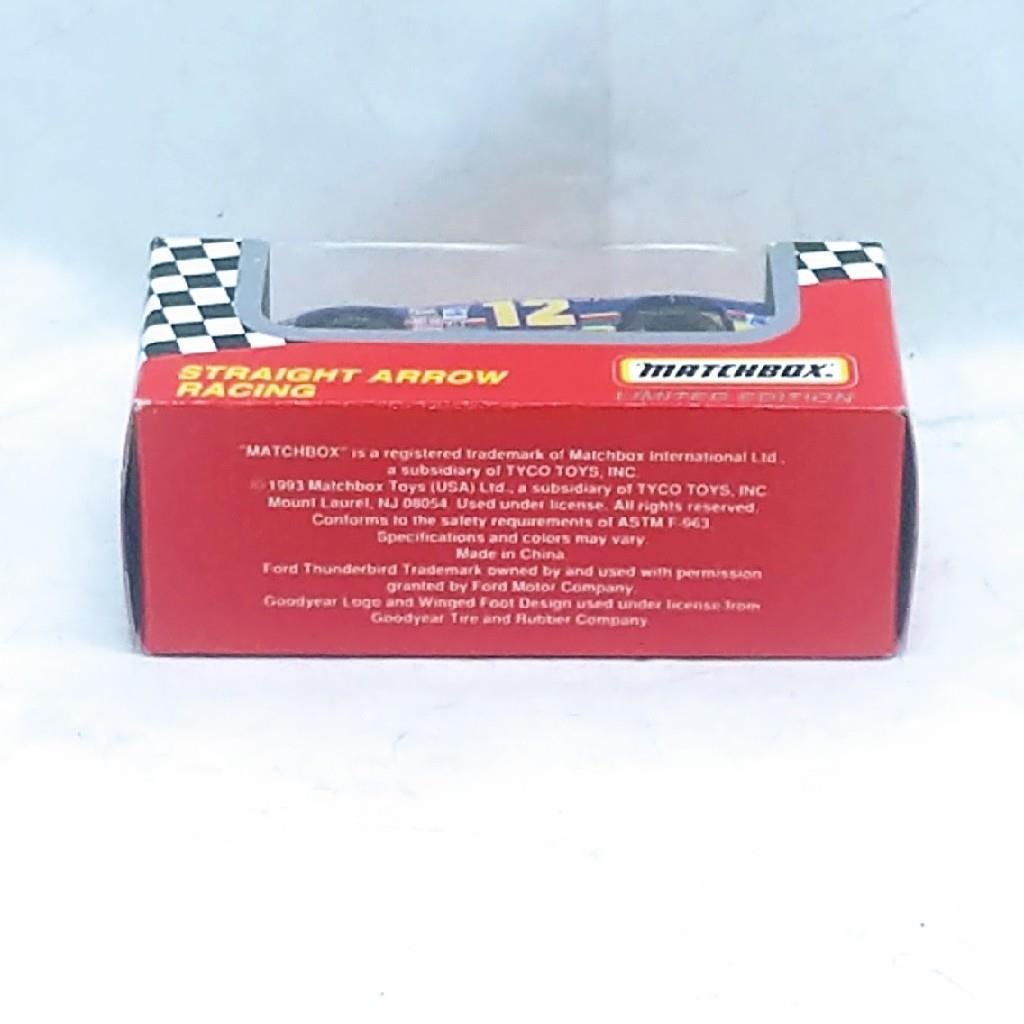 12
STRAIGHT ARROW
RACING
MATCHBOX
LIMITED EDITION
"MATCHBOX" is a registered trademark of Matchbox International Ltd.,
a subsidiary of TYCO TOYS, INC
© 1993 Matchbox Toys (USA) Ltd., a subsidiary of TYCO TOYS, INC
Mount Laurel, NJ 08054 Used under license. All rights reserved.
Conforms to the safety requirements of ASTM F-963
Specifications and colors may vary.
Made in China
Ford Thunderbird Trademark owned by and used with permission
granted by Ford Motor Company.
Goodyear Logo and Winged Foot Design used under license from
Goodyear Tire and Rubber Company